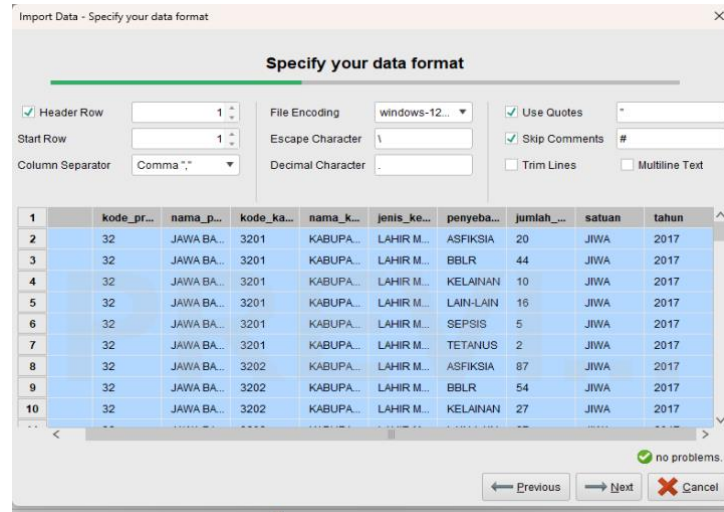 Import Data - Specify your data format
Specify your data format
Header Row 1 File Encoding windows-12... Use Quotes "
Start Row 1 Escape Character \ Skip Comments #
Column Separator Comma "," Decimal Character . Trim Lines Multiline Text
1 kode_pr... nama_p... kode_ka... nama_k... jenis_ke... penyeba... jumlah_... satuan tahun
2 32 JAWA BA... 3201 KABUPA... LAHIR M... ASFIKSIA 20 JIWA 2017
3 32 JAWA BA... 3201 KABUPA... LAHIR M... BBLR 44 JIWA 2017
4 32 JAWA BA... 3201 KABUPA... LAHIR M... KELAINAN 10 JIWA 2017
5 32 JAWA BA... 3201 KABUPA... LAHIR M... LAIN-LAIN 16 JIWA 2017
6 32 JAWA BA... 3201 KABUPA... LAHIR M... SEPSIS 5 JIWA 2017
7 32 JAWA BA... 3201 KABUPA... LAHIR M... TETANUS 2 JIWA 2017
8 32 JAWA BA... 3202 KABUPA... LAHIR M... ASFIKSIA 87 JIWA 2017
9 32 JAWA BA... 3202 KABUPA... LAHIR M... BBLR 54 JIWA 2017
10 32 JAWA BA... 3202 KABUPA... LAHIR M... KELAINAN 27 JIWA 2017
no problems.
Previous Next Cancel